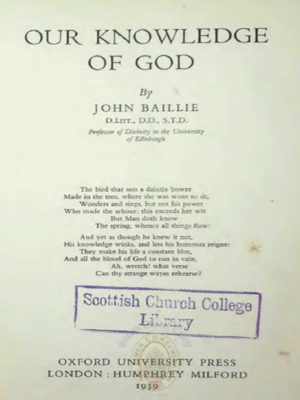 OUR KNOWLEDGE
OF GOD
By
JOHN BAILLIE
D.LITT., D.D., S.T.D.
Professor of Divinity in the University
of Edinburgh
The bird that sees a daintie bowre
Made in the tree, where she was wont to sit,
Wonders and sings, but not his power
Who made the arbour: this exceeds her wit
But Man doth know
The spring, whence all things flow:
And yet as though he knew it not,
His knowledge winks, and lets his humours reigne:
They make his life a constant blot,
And all the bloud of God to run in vain.
Ah, wretch! what verse
Can thy strange wayes rehearse?
Scottish Church College
Library
OXFORD UNIVERSITY PRESS
LONDON : HUMPHREY MILFORD
1939